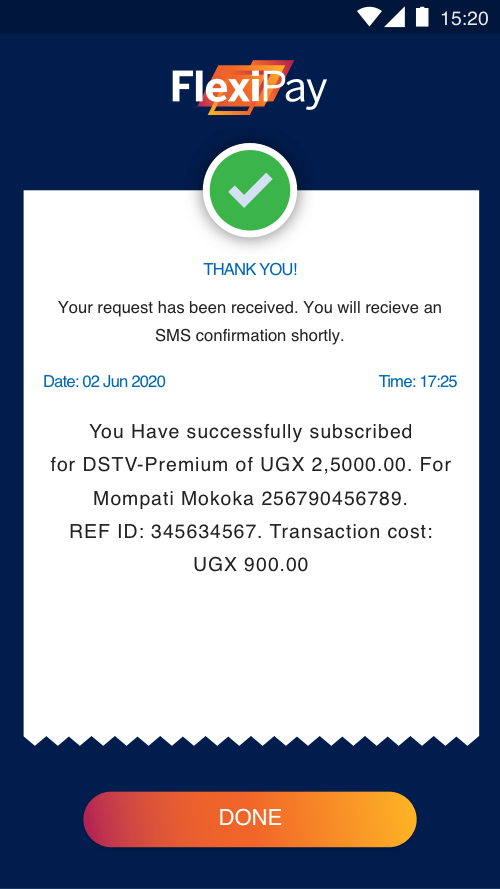 15:20
FlexiPay
THANK YOU!
Your request has been received. You will recieve an
SMS confirmation shortly.
Date: 02 Jun 2020 Time: 17:25
You Have successfully subscribed
for DSTV-Premium of UGX 2,5000.00. For
Mompati Mokoka 256790456789.
REF ID: 345634567. Transaction cost:
UGX 900.00
DONE